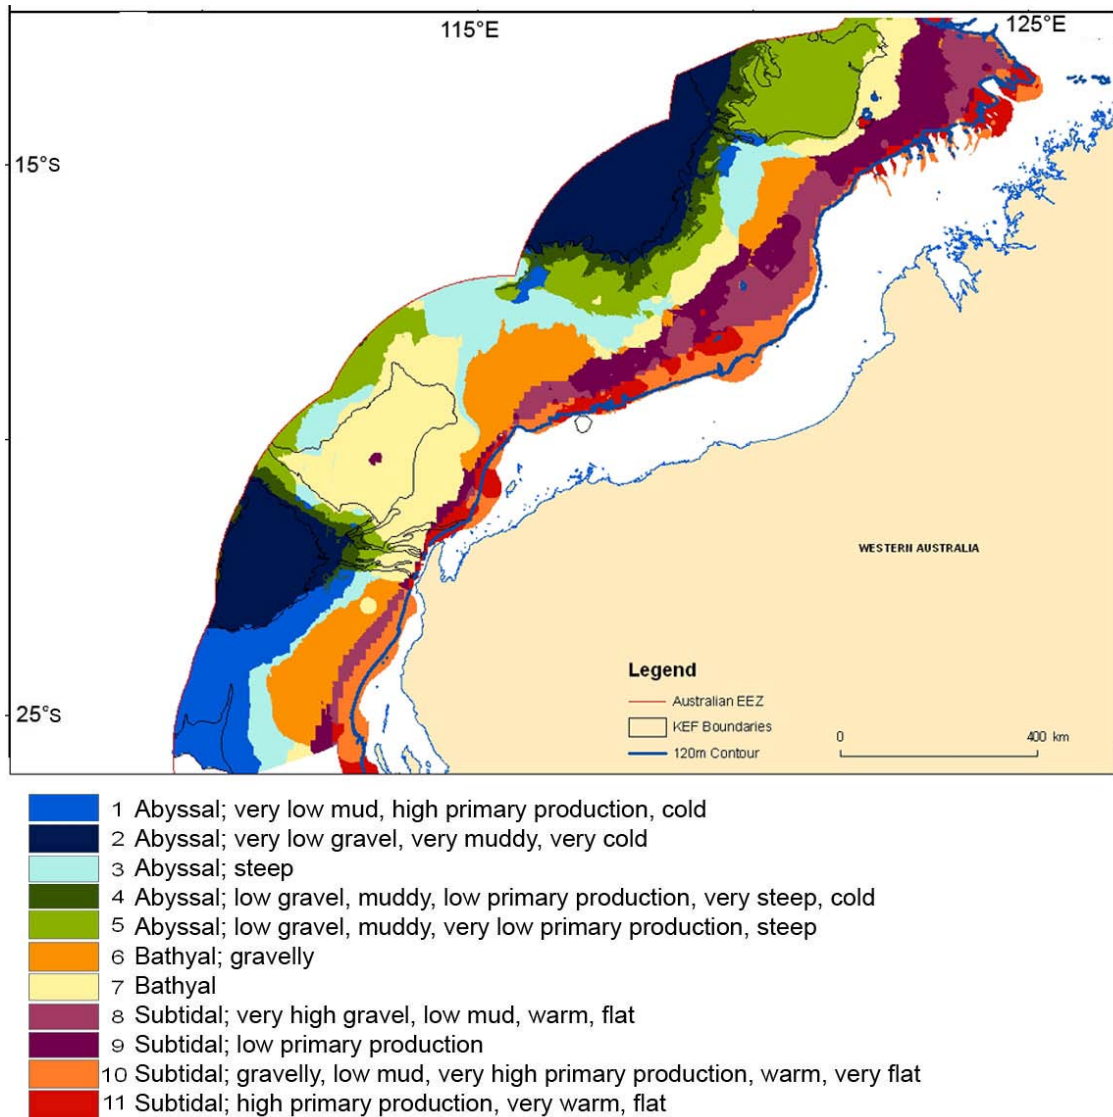 115°E
125°E
15°S
WESTERN AUSTRALIA
Legend
Australian EEZ
KEF Boundaries
120m Contour
0
400 km
25°S
1 Abyssal; very low mud, high primary production, cold
2 Abyssal; very low gravel, very muddy, very cold
3 Abyssal; steep
4 Abyssal; low gravel, muddy, low primary production, very steep, cold
5 Abyssal; low gravel, muddy, very low primary production, steep
6 Bathyal; gravelly
7 Bathyal
8 Subtidal; very high gravel, low mud, warm, flat
9 Subtidal; low primary production
10 Subtidal; gravelly, low mud, very high primary production, warm, very flat
11 Subtidal; high primary production, very warm, flat